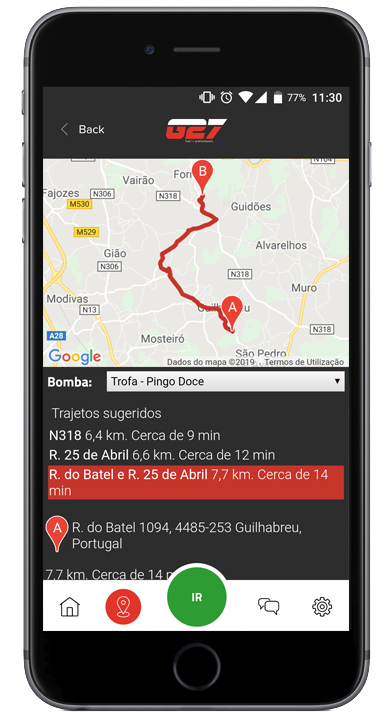 77% 11:30
Back
G27
Vairão
Fon
N104
Fajozes
N306
N318
M530
Guidões
M529
Gião
Alvarelhos
N306
N318
Muro
Modivas
N13
A28
Mosteiró
N318
São Pedro
Google
Dados do mapa ©2019
Termos de Utilização
B
A
Bomba:
Trofa - Pingo Doce
Trajetos sugeridos
N318 6,4 km. Cerca de 9 min
R. 25 de Abril 6,6 km. Cerca de 12 min
R. do Batel e R. 25 de Abril 7,7 km. Cerca de 14
min
A
R. do Batel 1094, 4485-253 Guilhabreu,
Portugal
7,7 km. Cerca de 14 m
IR